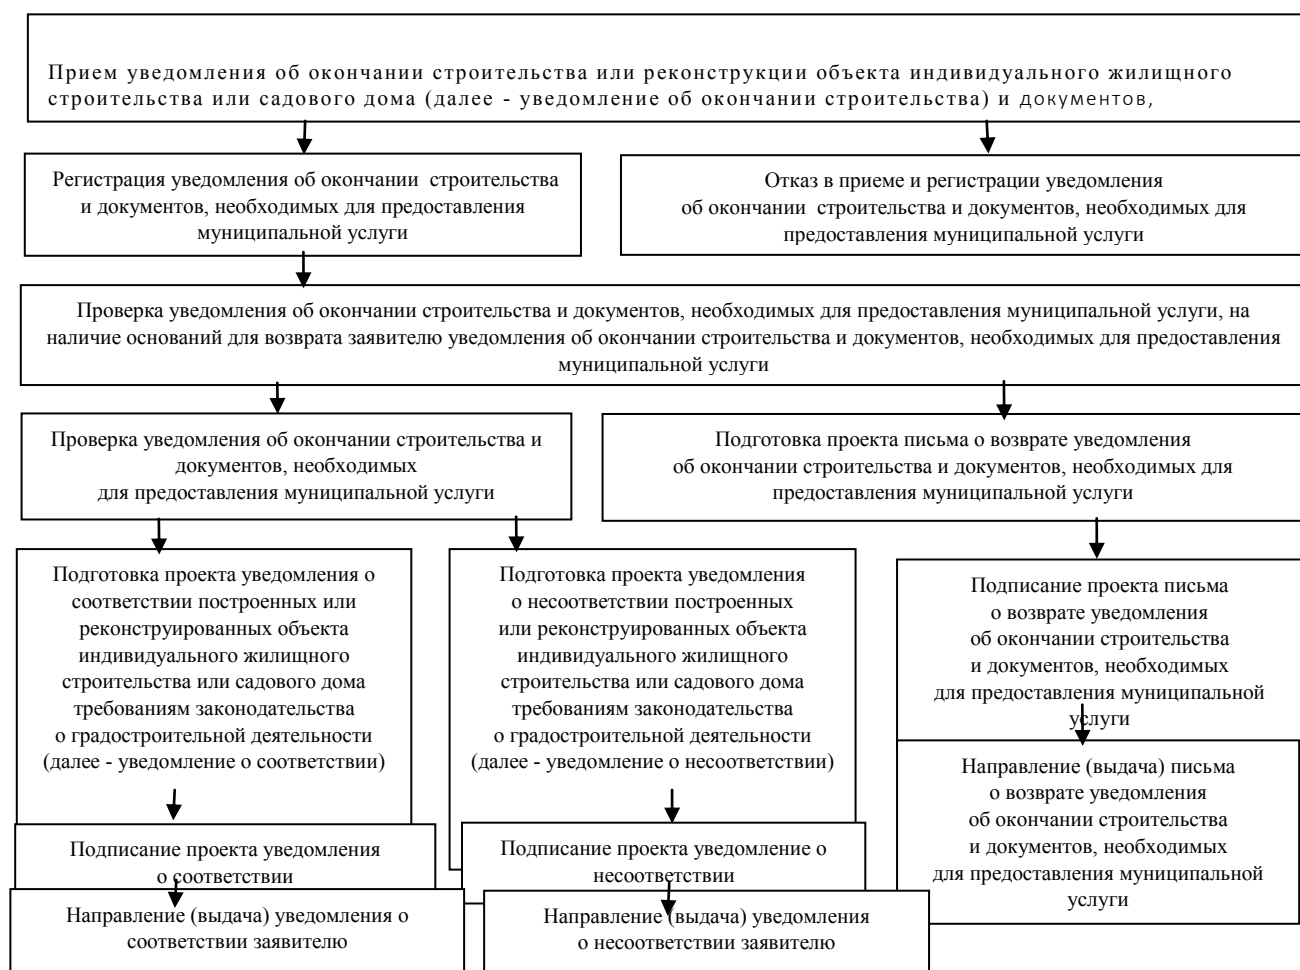 Прием уведомления об окончании строительства или реконструкции объекта индивидуального жилищного
строительства или садового дома (далее - уведомление об окончании строительства) и документов,
Регистрация уведомления об окончании строительства
и документов, необходимых для предоставления
муниципальной услуги
Отказ в приеме и регистрации уведомления
об окончании строительства и документов, необходимых для
предоставления муниципальной услуги
Проверка уведомления об окончании строительства и документов, необходимых для предоставления муниципальной услуги, на
наличие оснований для возврата заявителю уведомления об окончании строительства и документов, необходимых для предоставления
муниципальной услуги
Проверка уведомления об окончании строительства и
документов, необходимых
для предоставления муниципальной услуги
Подготовка проекта письма о возврате уведомления
об окончании строительства и документов, необходимых для
предоставления муниципальной услуги
Подготовка проекта уведомления о
соответствии построенных или
реконструированных объекта
индивидуального жилищного
строительства или садового дома
требованиям законодательства
о градостроительной деятельности
(далее - уведомление о соответствии)
Подготовка проекта уведомления
о несоответствии построенных
или реконструированных объекта
индивидуального жилищного
строительства или садового дома
требованиям законодательства
о градостроительной деятельности
(далее - уведомление о несоответствии)
Подписание проекта письма
о возврате уведомления
об окончании строительства
и документов, необходимых
для предоставления муниципальной
услуги
Направление (выдача) письма
о возврате уведомления
об окончании строительства
и документов, необходимых
для предоставления муниципальной
услуги
Подписание проекта уведомления
о соответствии
Подписание проекта уведомление о
несоответствии
Направление (выдача) уведомления о
соответствии заявителю
Направление (выдача) уведомления
о несоответствии заявителю